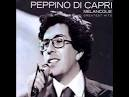 PEPPINO DI CAPRI
MELANCOLIE
GREATEST HITS